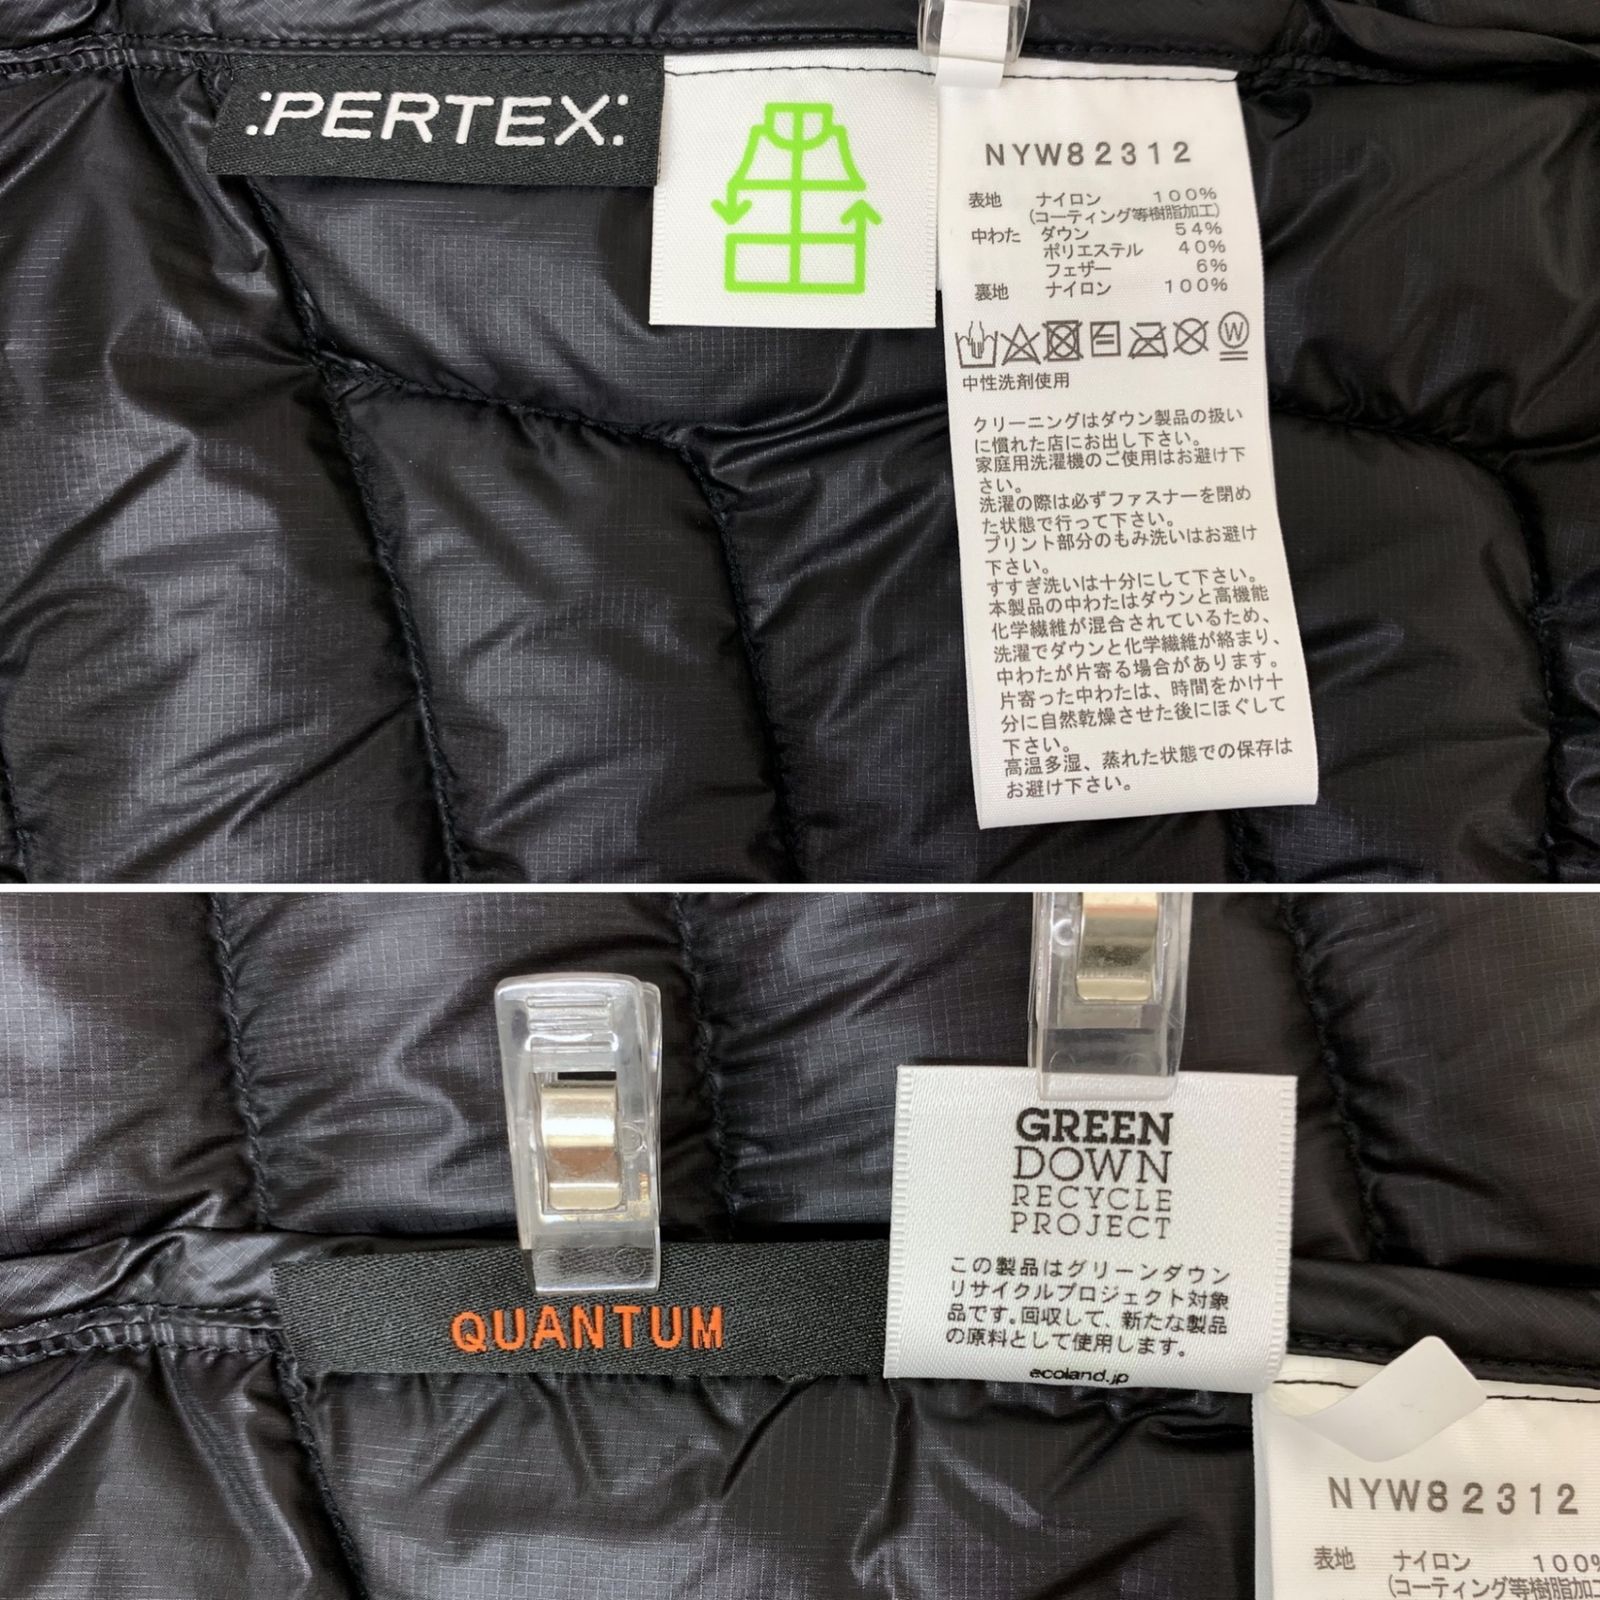 :PERTEX:
NYW82312
表地 ナイロン 100%
(コーティング等樹脂加工)
中わた ダウン 54%
ポリエステル 40%
フェザー 6%
裏地 ナイロン 100%
W
中性洗剤使用
クリーニングはダウン製品の扱い
に慣れた店にお出し下さい。
家庭用洗濯機のご使用はお避け下
さい。
洗濯の際は必ずファスナーを閉め
た状態で行って下さい。
プリント部分のもみ洗いはお避け
下さい。
すすぎ洗いは十分にして下さい。
本製品の中わたはダウンと高機能
化学繊維が混合されているため、
洗濯でダウンと化学繊維が絡まり、
中わたが片寄る場合があります。
片寄った中わたは、時間をかけ十
分に自然乾燥させた後にほぐして
下さい。
高温多湿、蒸れた状態での保存は
お避け下さい。
QUANTUM
GREEN
DOWN
RECYCLE
PROJECT
この製品はグリーンダウン
リサイクルプロジェクト対象
品です。回収して、新たな製品
の原料として使用します。
ecoland.jp
NYW82312
表地 ナイロン 100%
(コーティング等樹脂加工